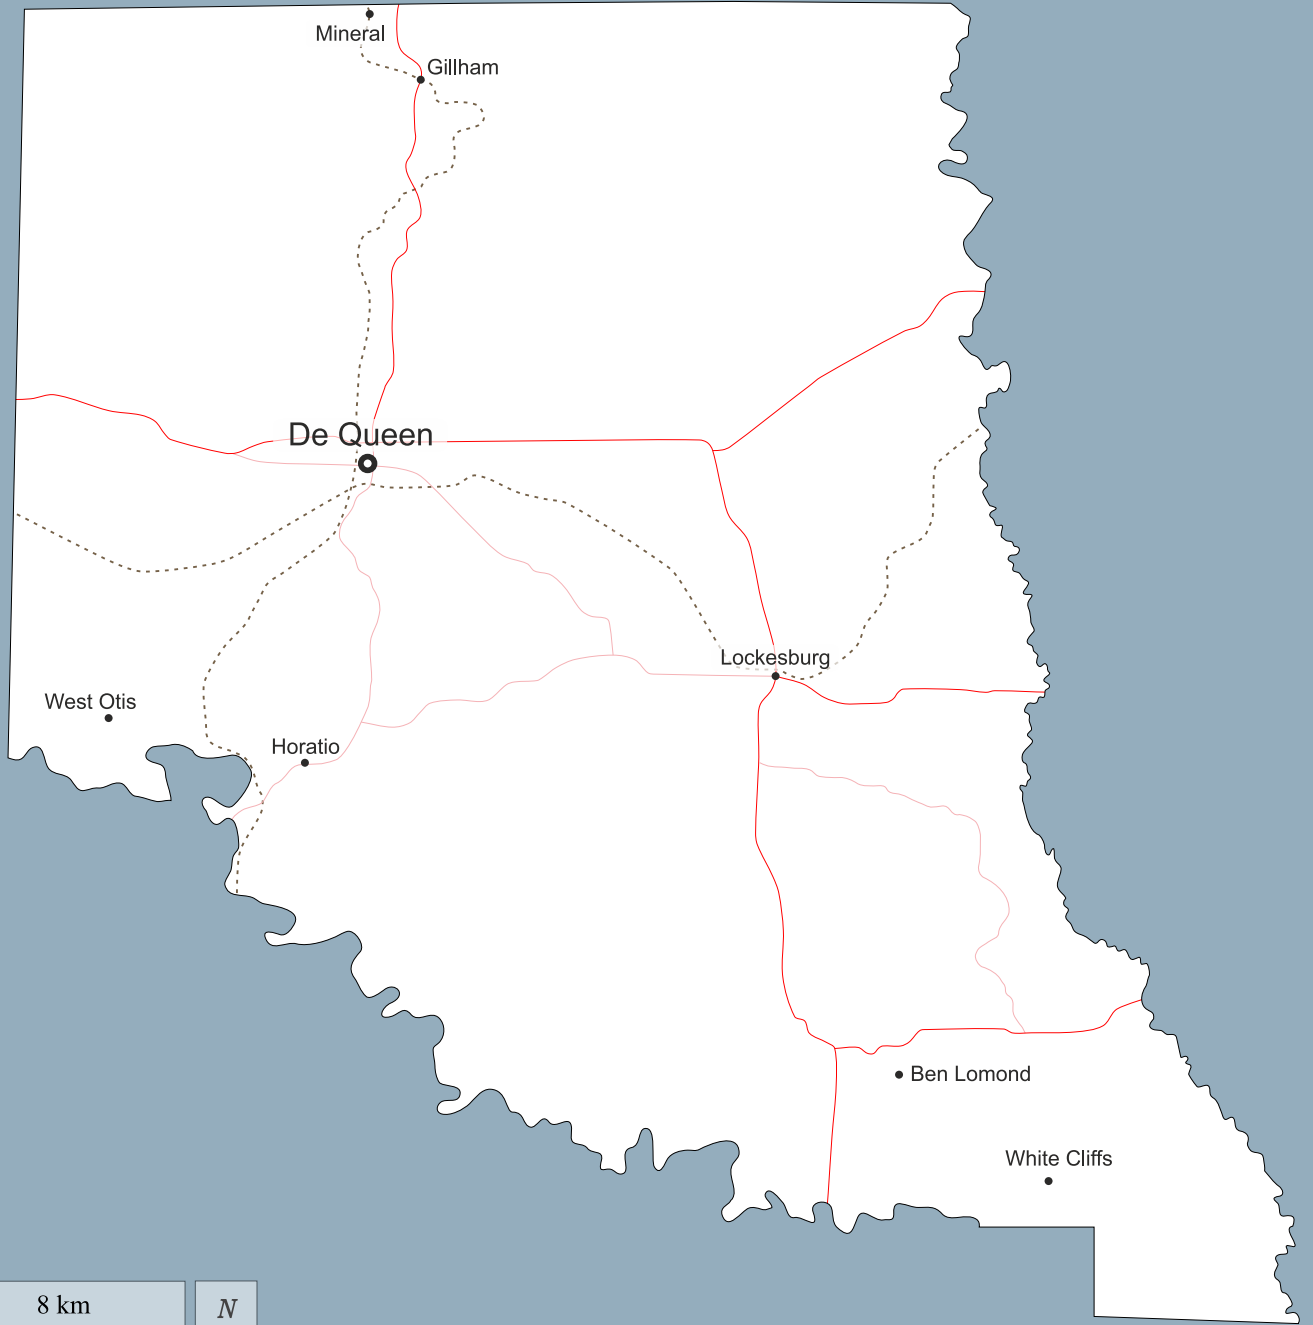 Mineral
Gillham
De Queen
Lockesburg
West Otis
Horatio
Ben Lomond
White Cliffs
8 km
N